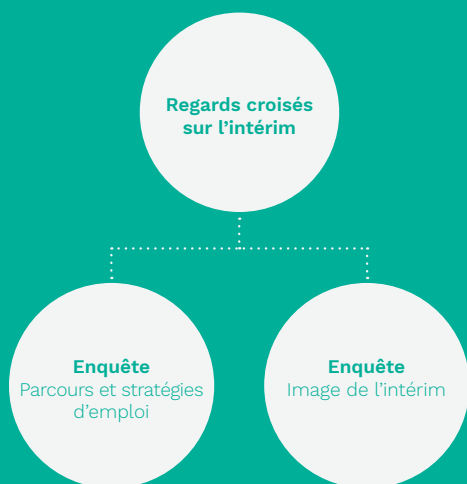 Regards croisés
sur l’intérim
Enquête
Parcours et stratégies
d’emploi
Enquête
Image de l’intérim